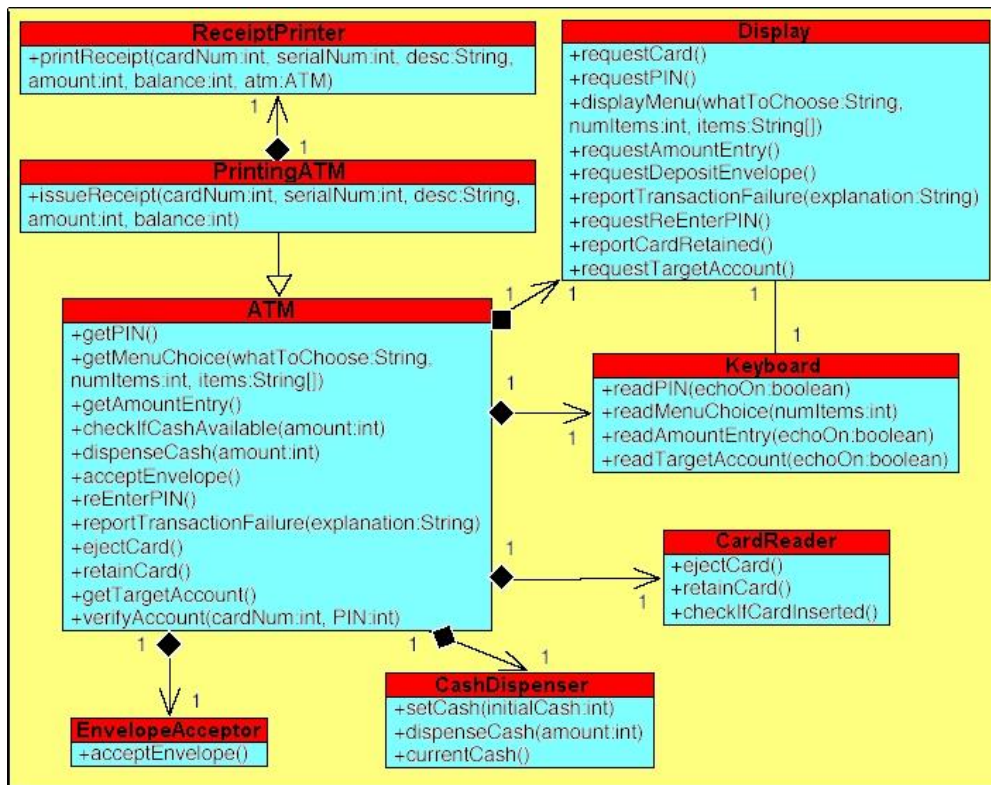 ReceiptPrinter
+printReceipt(cardNum:int, serialNum:int, desc:String,
amount:int, balance:int, atm:ATM)
1
1
PrintingATM
+issueReceipt(cardNum:int, serialNum:int, desc:String,
amount:int, balance:int)
Display
+requestCard()
+requestPIN()
+displayMenu(whatToChoose:String,
numItems:int, items:String[])
+requestAmountEntry()
+requestDepositEnvelope()
+reportTransactionFailure(explanation:String)
+requestReEnterPIN()
+reportCardRetained()
+requestTargetAccount()
1
1
1
1
ATM
+getPIN()
+getMenuChoice(whatToChoose:String,
numItems:int, items:String[])
+getAmountEntry()
+checkIfCashAvailable(amount:int)
+dispenseCash(amount:int)
+acceptEnvelope()
+reEnterPIN()
+reportTransactionFailure(explanation:String)
+ejectCard()
+retainCard()
+getTargetAccount()
+verifyAccount(cardNum:int, PIN:int)
Keyboard
+readPIN(echoOn:boolean)
+readMenuChoice(numItems:int)
+readAmountEntry(echoOn:boolean)
+readTargetAccount(echoOn:boolean)
1
1
CardReader
+ejectCard()
+retainCard()
+checkIfCardInserted()
1
1
1
1
1
1
CashDispenser
+setCash(initialCash:int)
+dispenseCash(amount:int)
+currentCash()
EnvelopeAcceptor
+acceptEnvelope()